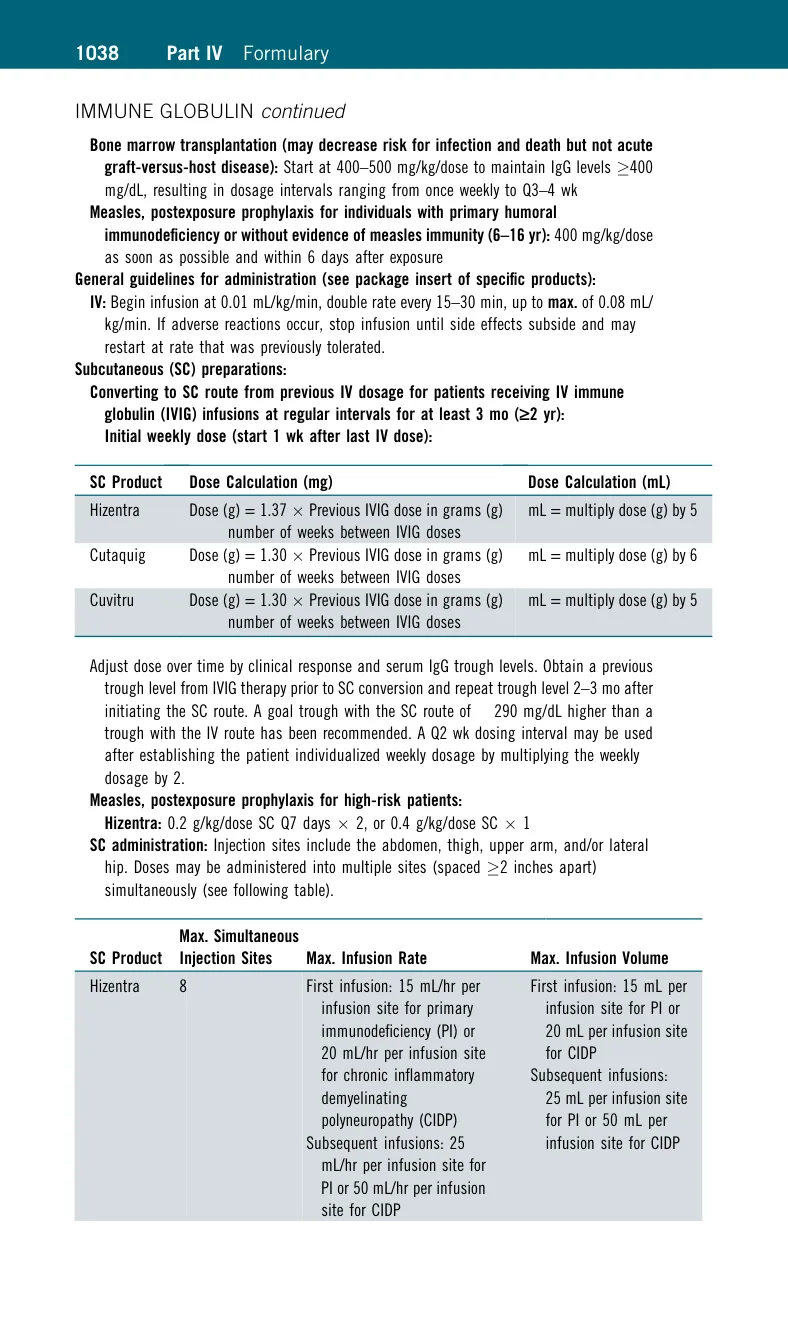 1038 Part IV Formulary
IMMUNE GLOBULIN continued
Bone marrow transplantation (may decrease risk for infection and death but not acute
graft-versus-host disease): Start at 400–500 mg/kg/dose to maintain IgG levels ≥400
mg/dL, resulting in dosage intervals ranging from once weekly to Q3–4 wk
Measles, postexposure prophylaxis for individuals with primary humoral
immunodeficiency or without evidence of measles immunity (6–16 yr): 400 mg/kg/dose
as soon as possible and within 6 days after exposure
General guidelines for administration (see package insert of specific products):
IV: Begin infusion at 0.01 mL/kg/min, double rate every 15–30 min, up to max. of 0.08 mL/
kg/min. If adverse reactions occur, stop infusion until side effects subside and may
restart at rate that was previously tolerated.
Subcutaneous (SC) preparations:
Converting to SC route from previous IV dosage for patients receiving IV immune
globulin (IVIG) infusions at regular intervals for at least 3 mo (≥2 yr):
Initial weekly dose (start 1 wk after last IV dose):
SC Product Dose Calculation (mg) Dose Calculation (mL)
Hizentra Dose (g) = 1.37 × Previous IVIG dose in grams (g) mL = multiply dose (g) by 5
number of weeks between IVIG doses
Cutaquig Dose (g) = 1.30 × Previous IVIG dose in grams (g) mL = multiply dose (g) by 6
number of weeks between IVIG doses
Cuvitru Dose (g) = 1.30 × Previous IVIG dose in grams (g) mL = multiply dose (g) by 5
number of weeks between IVIG doses
Adjust dose over time by clinical response and serum IgG trough levels. Obtain a previous
trough level from IVIG therapy prior to SC conversion and repeat trough level 2–3 mo after
initiating the SC route. A goal trough with the SC route of 290 mg/dL higher than a
trough with the IV route has been recommended. A Q2 wk dosing interval may be used
after establishing the patient individualized weekly dosage by multiplying the weekly
dosage by 2.
Measles, postexposure prophylaxis for high-risk patients:
Hizentra: 0.2 g/kg/dose SC Q7 days × 2, or 0.4 g/kg/dose SC × 1
SC administration: Injection sites include the abdomen, thigh, upper arm, and/or lateral
hip. Doses may be administered into multiple sites (spaced ≥2 inches apart)
simultaneously (see following table).
Max. Simultaneous
SC Product Injection Sites Max. Infusion Rate Max. Infusion Volume
Hizentra 8 First infusion: 15 mL/hr per First infusion: 15 mL per
infusion site for primary infusion site for PI or
immunodeficiency (PI) or 20 mL per infusion site
20 mL/hr per infusion site for CIDP
for chronic inflammatory Subsequent infusions:
demyelinating 25 mL per infusion site
polyneuropathy (CIDP) for PI or 50 mL per
Subsequent infusions: 25 infusion site for CIDP
mL/hr per infusion site for
PI or 50 mL/hr per infusion
site for CIDP